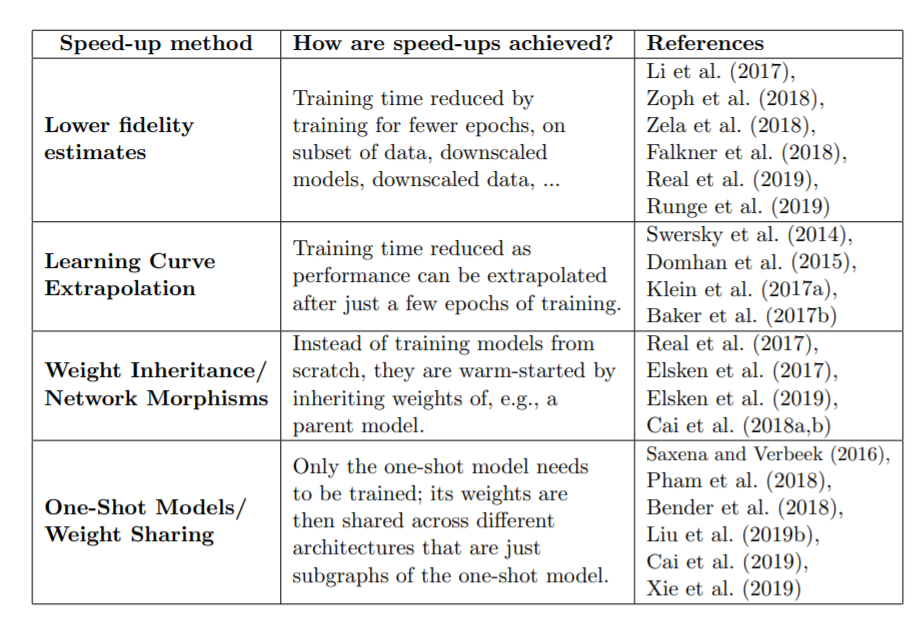 Speed-up method How are speed-ups achieved? References
Lower fidelity
estimates
Training time reduced by
training for fewer epochs, on
subset of data, downscaled
models, downscaled data, ...
Li et al. (2017),
Zoph et al. (2018),
Zela et al. (2018),
Falkner et al. (2018),
Real et al. (2019),
Runge et al. (2019)
Learning Curve
Extrapolation
Training time reduced as
performance can be extrapolated
after just a few epochs of training.
Swersky et al. (2014),
Domhan et al. (2015),
Klein et al. (2017a),
Baker et al. (2017b)
Weight Inheritance/
Network Morphisms
Instead of training models from
scratch, they are warm-started by
inheriting weights of, e.g., a
parent model.
Real et al. (2017),
Elsken et al. (2017),
Elsken et al. (2019),
Cai et al. (2018a,b)
One-Shot Models/
Weight Sharing
Only the one-shot model needs
to be trained; its weights are
then shared across different
architectures that are just
subgraphs of the one-shot model.
Saxena and Verbeek (2016),
Pham et al. (2018),
Bender et al. (2018),
Liu et al. (2019b),
Cai et al. (2019),
Xie et al. (2019)